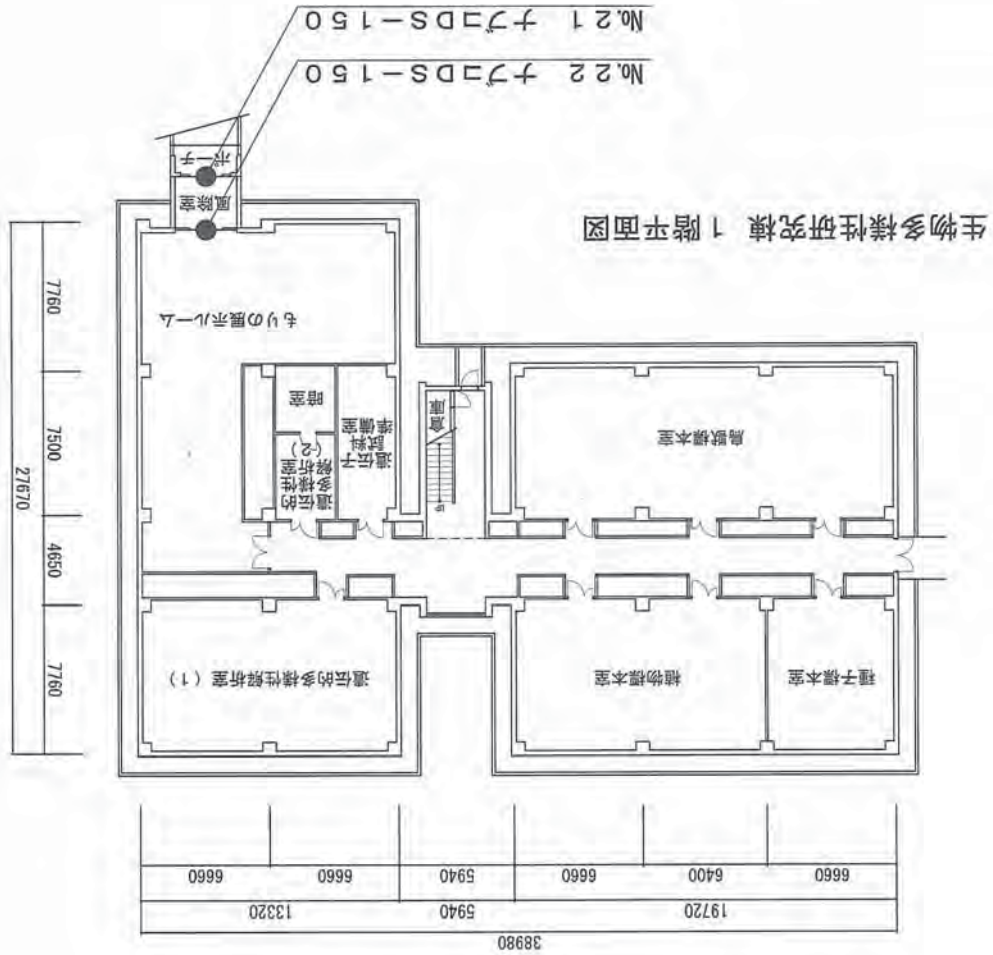 38980
19720 5940 13320
6660 6400 6660 5940 6660 6660
種子標本室
植物標本室
遺伝的多様性解析室(1)
7760
4650
7500
7760
27670
鳥獣標本室
UP
倉庫
遺伝子
試料
準備室
遺伝的
多様性
解析室
(-2)
暗室
もりの展示ルーム
生物多様性研究棟 1階平面図
風除室
ポーチ
No.22 ナブコDS-150
No.21 ナブコDS-150